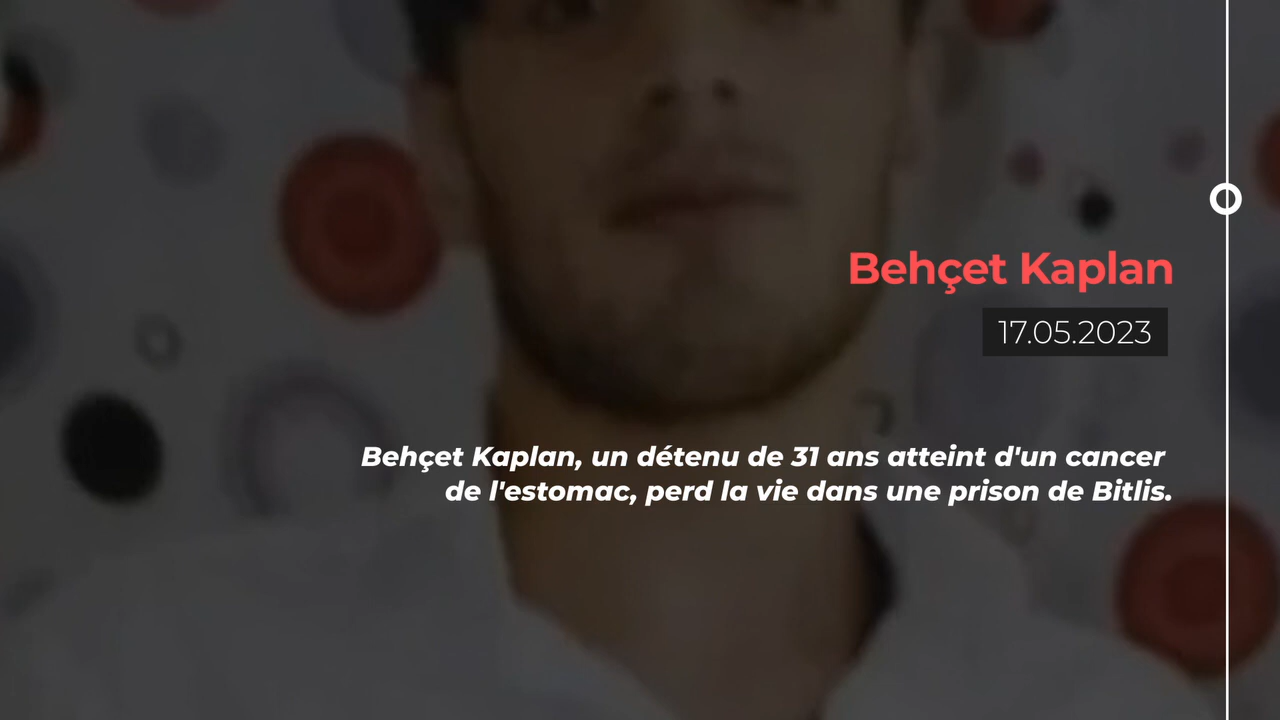 Behçet Kaplan
17.05.2023
Behçet Kaplan, un détenu de 31 ans atteint d'un cancer
de l'estomac, perd la vie dans une prison de Bitlis.